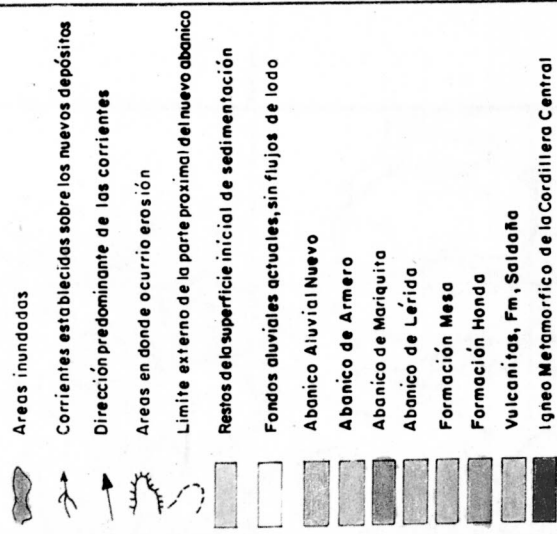 Areas inundadas
Corrientes establecidas sobre los nuevos depósitos
Dirección predominante de las corrientes
Areas en donde ocurrio erosión
Limite externo de la parte proximal del nuevo abanico
Restos de la superficie inicial de sedimentación
Fondos aluviales actuales, sin flujos de lodo
Abanico Aluvial Nuevo
Abanico de Armero
Abanico de Mariquita
Abanico de Lérida
Formación Mesa
Formación Honda
Vulcanitas, Fm, Saldaña
Igneo Metamorfico de la Cordillera Central